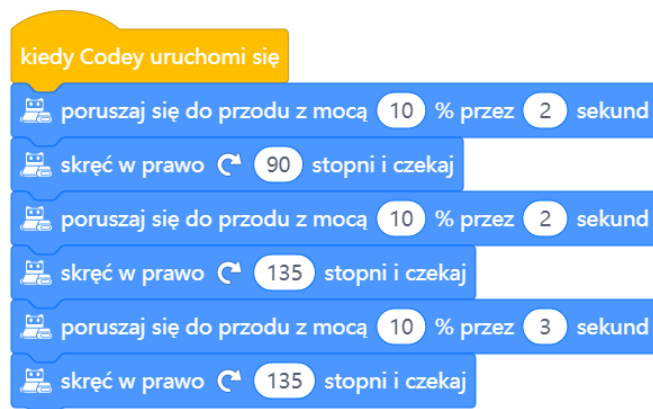 kiedy Codey uruchomi się
poruszaj się do przodu z mocą 10 % przez 2 sekund
skręć w prawo 90 stopni i czekaj
poruszaj się do przodu z mocą 10 % przez 2 sekund
skręć w prawo 135 stopni i czekaj
poruszaj się do przodu z mocą 10 % przez 3 sekund
skręć w prawo 135 stopni i czekaj